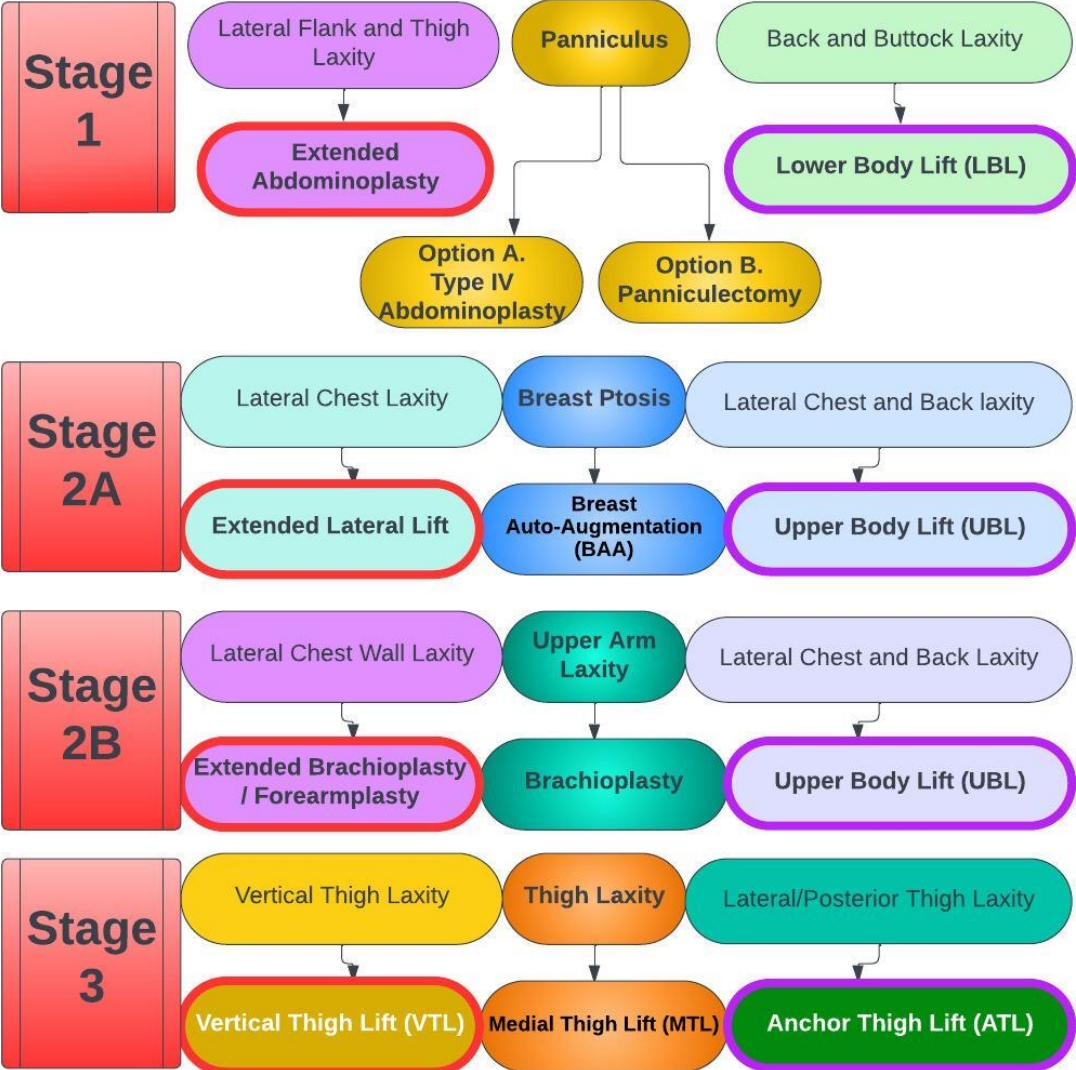 Stage
1
Lateral Flank and Thigh
Laxity
Panniculus
Back and Buttock Laxity
Extended
Abdominoplasty
Lower Body Lift (LBL)
Option A.
Type IV
Abdominoplasty
Option B.
Panniculectomy
Stage
2A
Lateral Chest Laxity
Breast Ptosis
Lateral Chest and Back laxity
Extended Lateral Lift
Breast
Auto-Augmentation
(BAA)
Upper Body Lift (UBL)
Stage
2B
Lateral Chest Wall Laxity
Upper Arm
Laxity
Lateral Chest and Back Laxity
Extended Brachioplasty
/ Forearmplasty
Brachioplasty
Upper Body Lift (UBL)
Stage
3
Vertical Thigh Laxity
Thigh Laxity
Lateral/Posterior Thigh Laxity
Vertical Thigh Lift (VTL)
Medial Thigh Lift (MTL)
Anchor Thigh Lift (ATL)